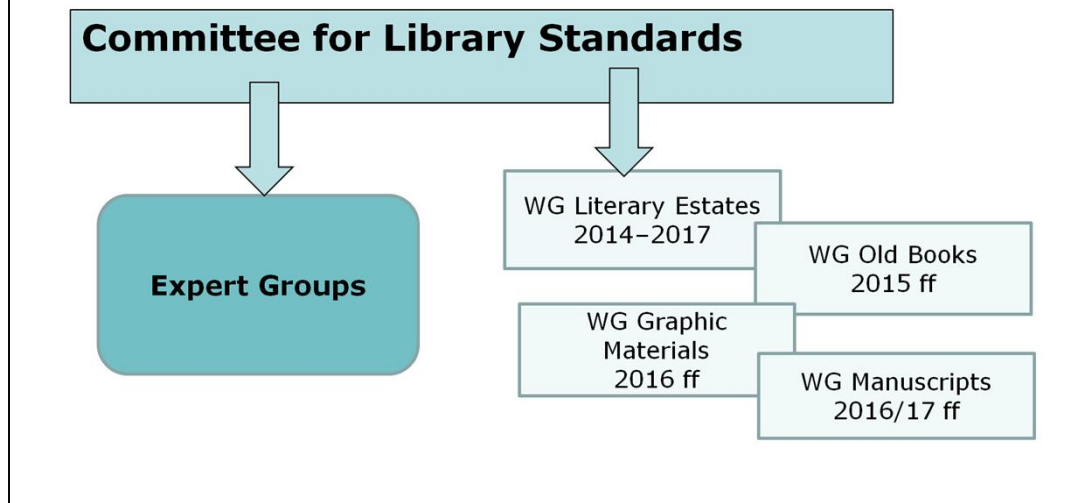 Committee for Library Standards
Expert Groups
WG Literary Estates
2014–2017
WG Old Books
2015 ff
WG Graphic
Materials
2016 ff
WG Manuscripts
2016/17 ff